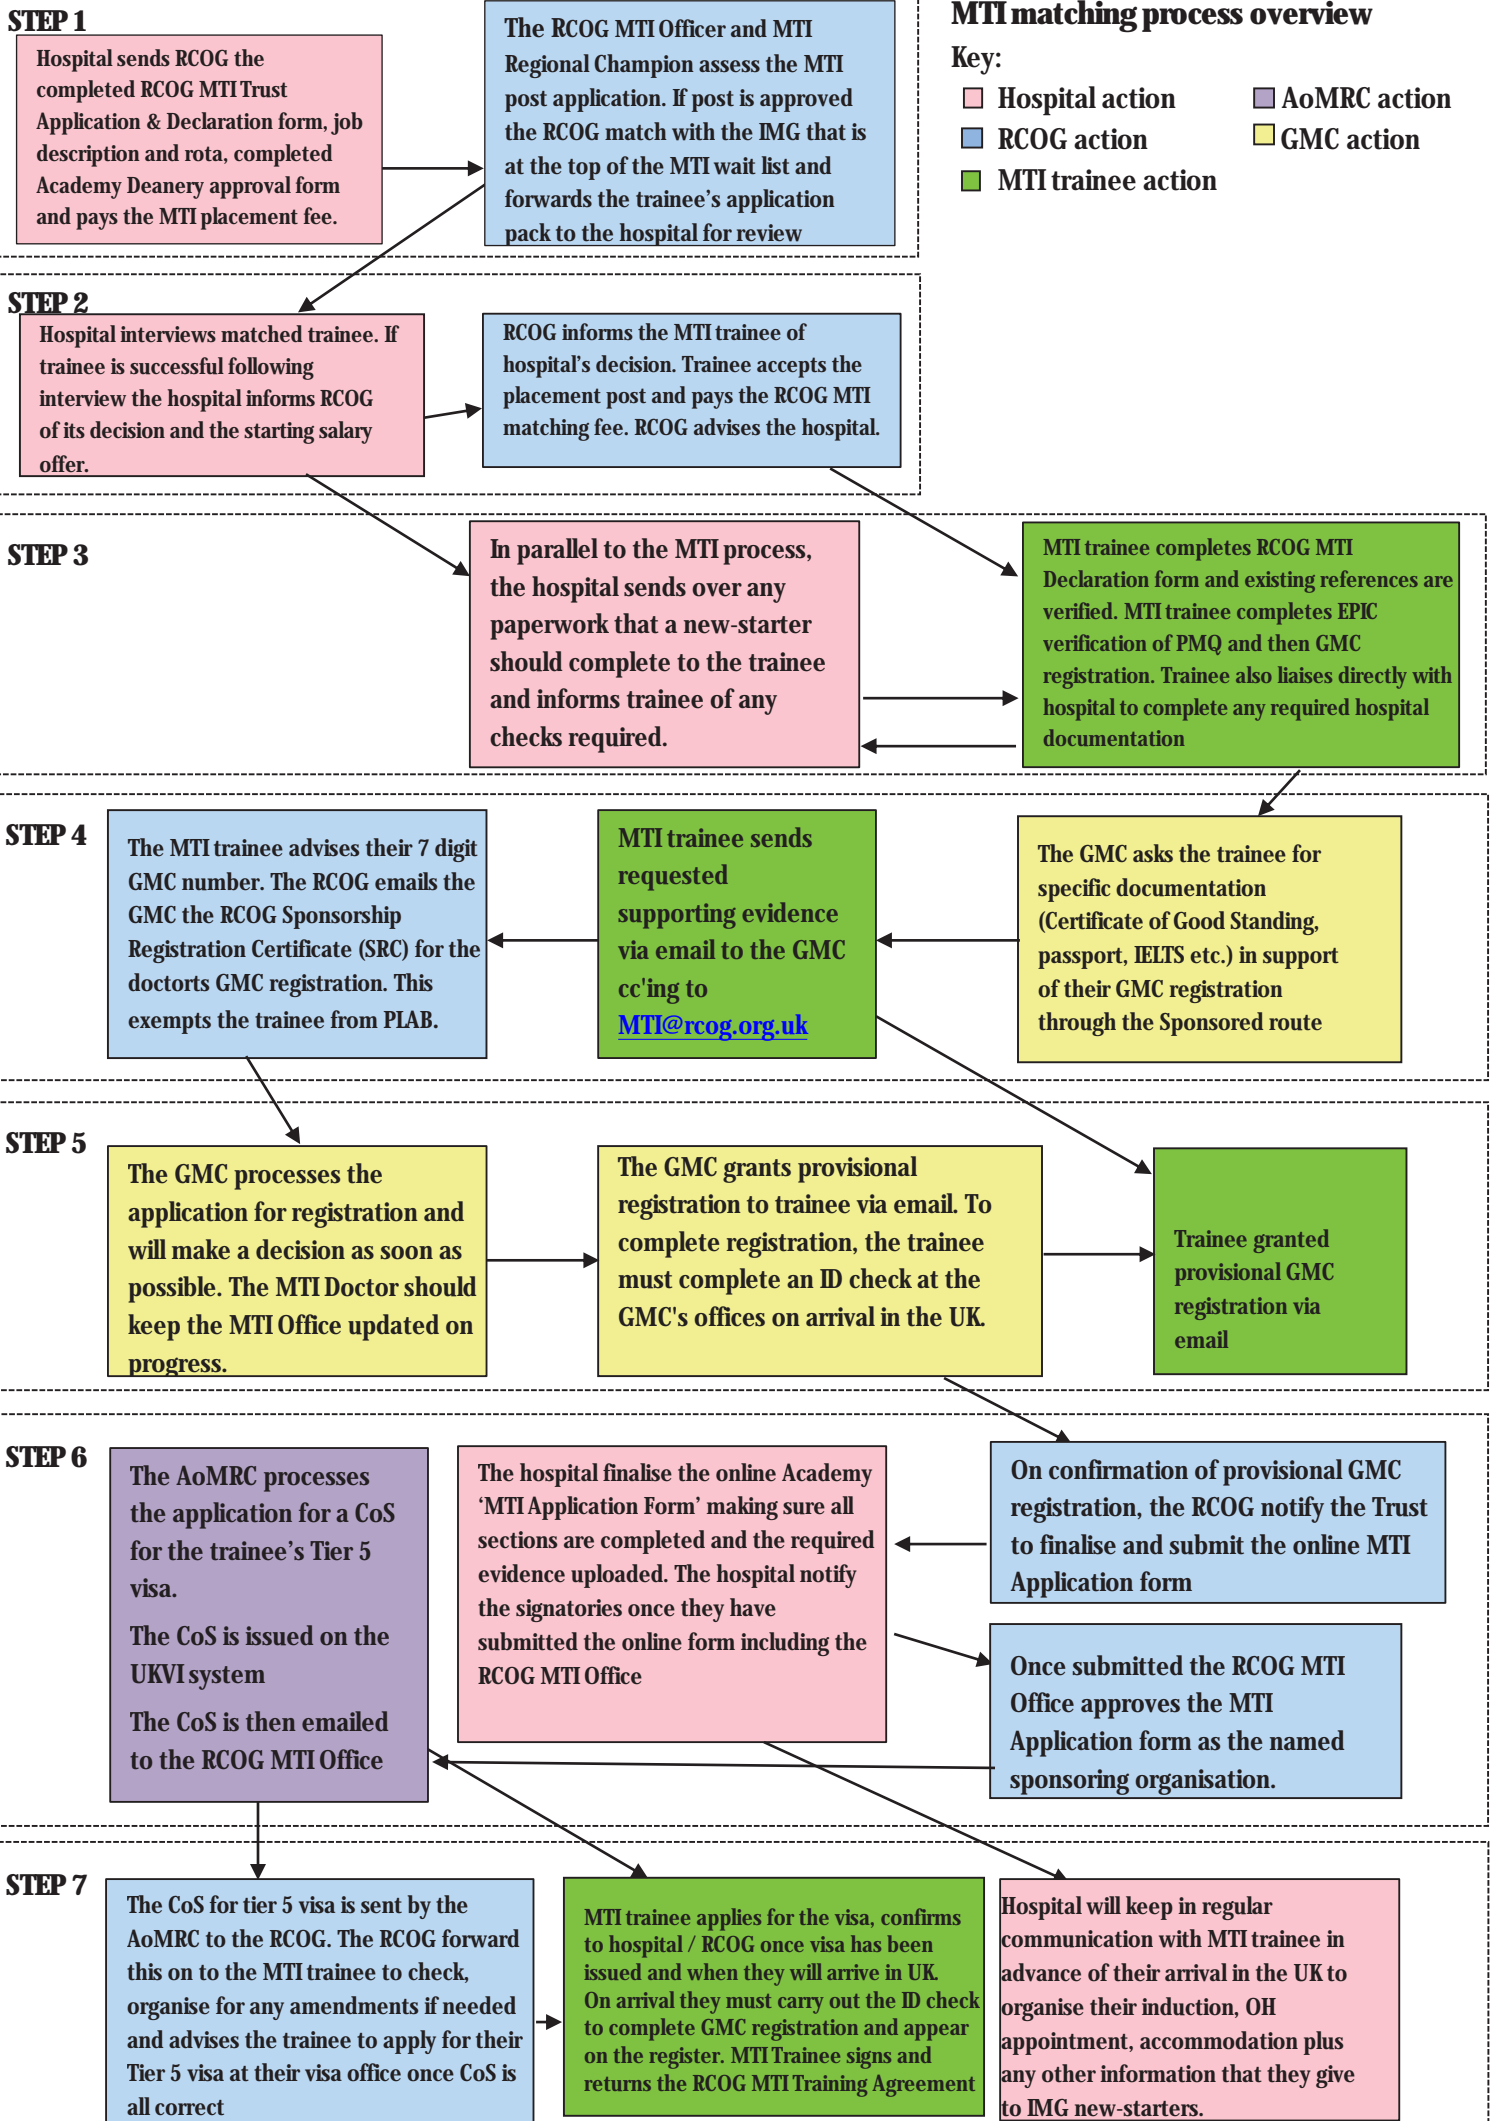 STEP 1
Hospital sends RCOG the
completed RCOG MTI Trust
Application & Declaration form, job
description and rota, completed
Academy Deanery approval form
and pays the MTI placement fee.
The RCOG MTI Officer and MTI
Regional Champion assess the MTI
post application. If post is approved
the RCOG match with the IMG that is
at the top of the MTI wait list and
forwards the trainee's application
pack to the hospital for review
MTI matching process overview
Key:
Hospital action
AoMRC action
RCOG action
GMC action
MTI trainee action
STEP 2
Hospital interviews matched trainee. If
trainee is successful following
interview the hospital informs RCOG
of its decision and the starting salary
offer.
RCOG informs the MTI trainee of
hospital's decision. Trainee accepts the
placement post and pays the RCOG MTI
matching fee. RCOG advises the hospital.
STEP 3
In parallel to the MTI process,
the hospital sends over any
paperwork that a new-starter
should complete to the trainee
and informs trainee of any
checks required.
MTI trainee completes RCOG MTI
Declaration form and existing references are
verified. MTI trainee completes EPIC
verification of PMQ and then GMC
registration. Trainee also liaises directly with
hospital to complete any required hospital
documentation
STEP 4
The MTI trainee advises their 7 digit
GMC number. The RCOG emails the
GMC the RCOG Sponsorship
Registration Certificate (SRC) for the
doctorts GMC registration. This
exempts the trainee from PLAB.
MTI trainee sends
requested
supporting evidence
via email to the GMC
cc'ing to
MTI@rcog.org.uk
The GMC asks the trainee for
specific documentation
(Certificate of Good Standing,
passport, IELTS etc.) in support
of their GMC registration
through the Sponsored route
STEP 5
The GMC processes the
application for registration and
will make a decision as soon as
possible. The MTI Doctor should
keep the MTI Office updated on
progress.
The GMC grants provisional
registration to trainee via email. To
complete registration, the trainee
must complete an ID check at the
GMC's offices on arrival in the UK.
Trainee granted
provisional GMC
registration via
email
STEP 6
The AoMRC processes
the application for a CoS
for the trainee's Tier 5
visa.
The CoS is issued on the
UKVI system
The CoS is then emailed
to the RCOG MTI Office
The hospital finalise the online Academy
‘MTI Application Form’ making sure all
sections are completed and the required
evidence uploaded. The hospital notify
the signatories once they have
submitted the online form including the
RCOG MTI Office
On confirmation of provisional GMC
registration, the RCOG notify the Trust
to finalise and submit the online MTI
Application form
Once submitted the RCOG MTI
Office approves the MTI
Application form as the named
sponsoring organisation.
STEP 7
The CoS for tier 5 visa is sent by the
AoMRC to the RCOG. The RCOG forward
this on to the MTI trainee to check,
organise for any amendments if needed
and advises the trainee to apply for their
Tier 5 visa at their visa office once CoS is
all correct
MTI trainee applies for the visa, confirms
to hospital / RCOG once visa has been
issued and when they will arrive in UK.
On arrival they must carry out the ID check
to complete GMC registration and appear
on the register. MTI Trainee signs and
returns the RCOG MTI Training Agreement
Hospital will keep in regular
communication with MTI trainee in
advance of their arrival in the UK to
organise their induction, OH
appointment, accommodation plus
any other information that they give
to IMG new-starters.